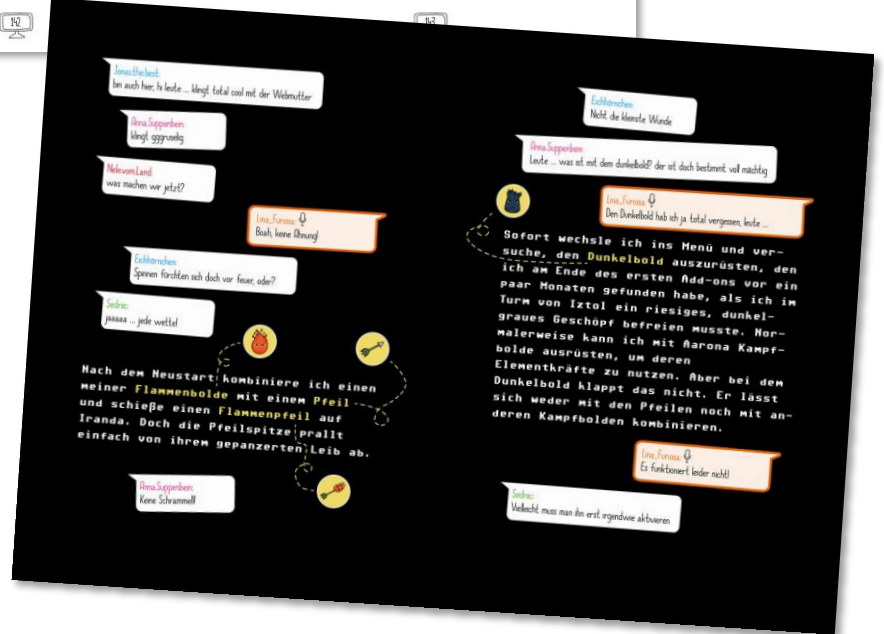 142
143
Jonas.the.best:
bin auch hier, hi leute ... klingt total cool mit der Webmutter
Anna.Suppenbein:
klingt gggruselig
Nele.vom.Land:
was machen wir jetzt?
Lina_Furiosa:
Boah, keine Ahnung!
Eichhörnchen:
Spinnen fürchten sich doch vor feuer, oder?
Sedric:
jaaaaa ... jede wette!
Nach dem Neustart kombiniere ich einen
meiner Flammenbolde mit einem Pfeil
und schieße einen Flammenpfeil auf
Iranda. Doch die Pfeilspitze prallt
einfach von ihrem gepanzerten Leib ab.
Anna.Suppenbein:
Keine Schramme!!!
Eichhörnchen:
Nicht die kleinste Wunde
Anna.Suppenbein:
Leute ... was ist mit dem dunkelbold? der ist doch bestimmt voll mächtig
Lina_Furiosa:
Den Dunkelbold hab ich ja total vergessen, leute ...
Sofort wechsle ich ins Menü und ver-
suche, den Dunkelbold auszurüsten, den
ich am Ende des ersten Add-ons vor ein
paar Monaten gefunden habe, als ich im
Turm von Iztol ein riesiges, dunkel-
graues Geschöpf befreien musste. Nor-
malerweise kann ich mit Aarona Kampf-
bolde ausrüsten, um deren
Elementkräfte zu nutzen. Aber bei dem
Dunkelbold klappt das nicht. Er lässt
sich weder mit den Pfeilen noch mit an-
deren Kampfbolden kombinieren.
Lina_Furiosa:
Es funktioniert leider nicht!
Sedric:
Vielleicht muss man ihn erst irgendwie aktivieren